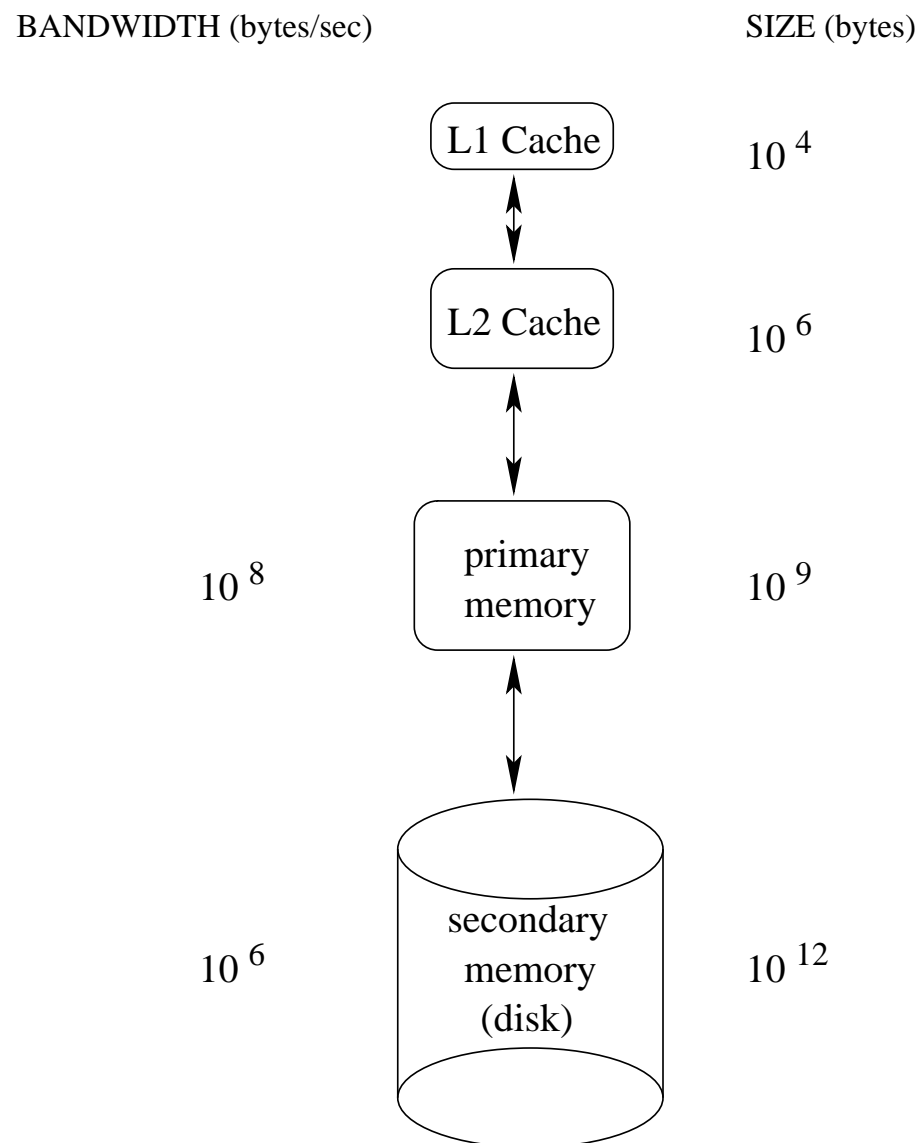 BANDWIDTH (bytes/sec) SIZE (bytes)
L1 Cache 10 4
L2 Cache 10 6
primary
memory
10 8 10 9
secondary
memory
(disk)
10 6 10 12